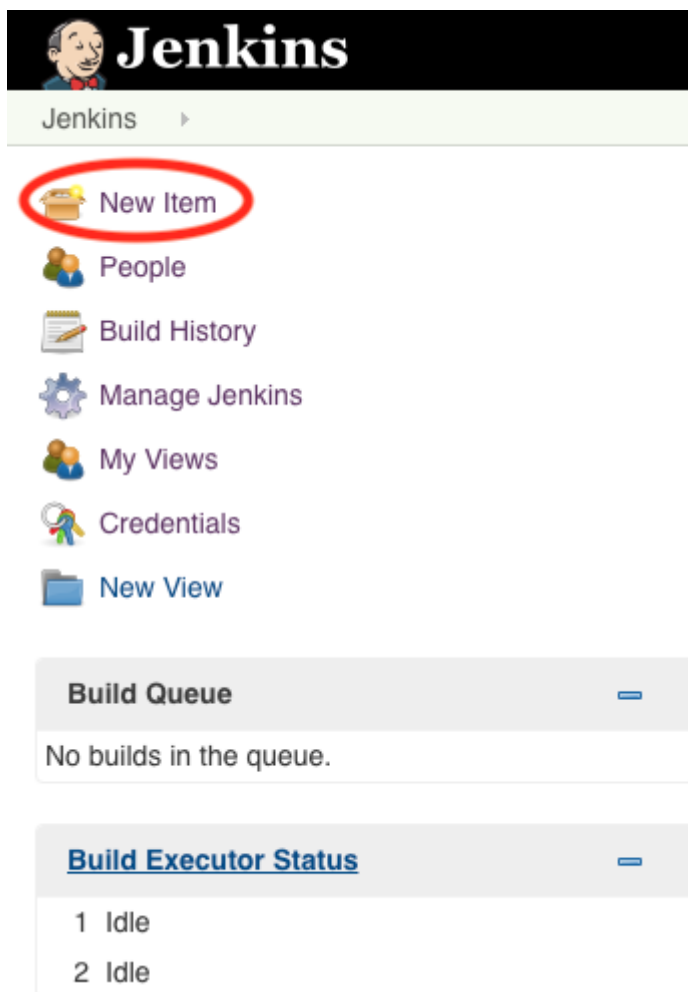 Jenkins
Jenkins
New Item
People
Build History
Manage Jenkins
My Views
Credentials
New View
Build Queue
No builds in the queue.
Build Executor Status
1 Idle
2 Idle